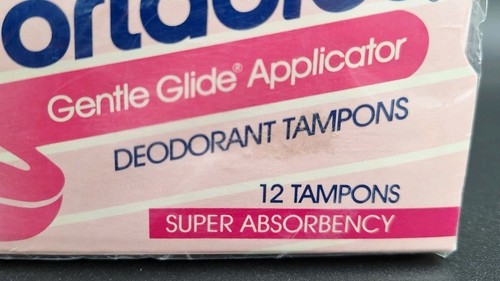 Gentle Glide® Applicator
DEODORANT TAMPONS
12 TAMPONS
SUPER ABSORBENCY